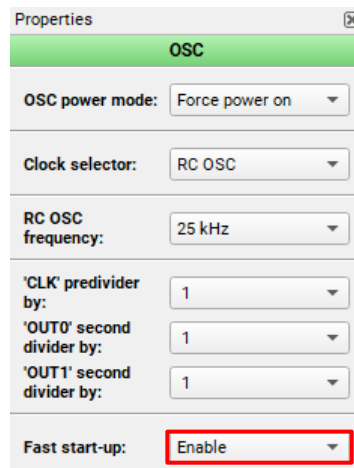 Properties
OSC
OSC power mode: Force power on
Clock selector: RC OSC
RC OSC
frequency: 25 kHz
'CLK' predivider
by: 1
'OUT0' second
divider by: 1
'OUT1' second
divider by: 1
Fast start-up: Enable